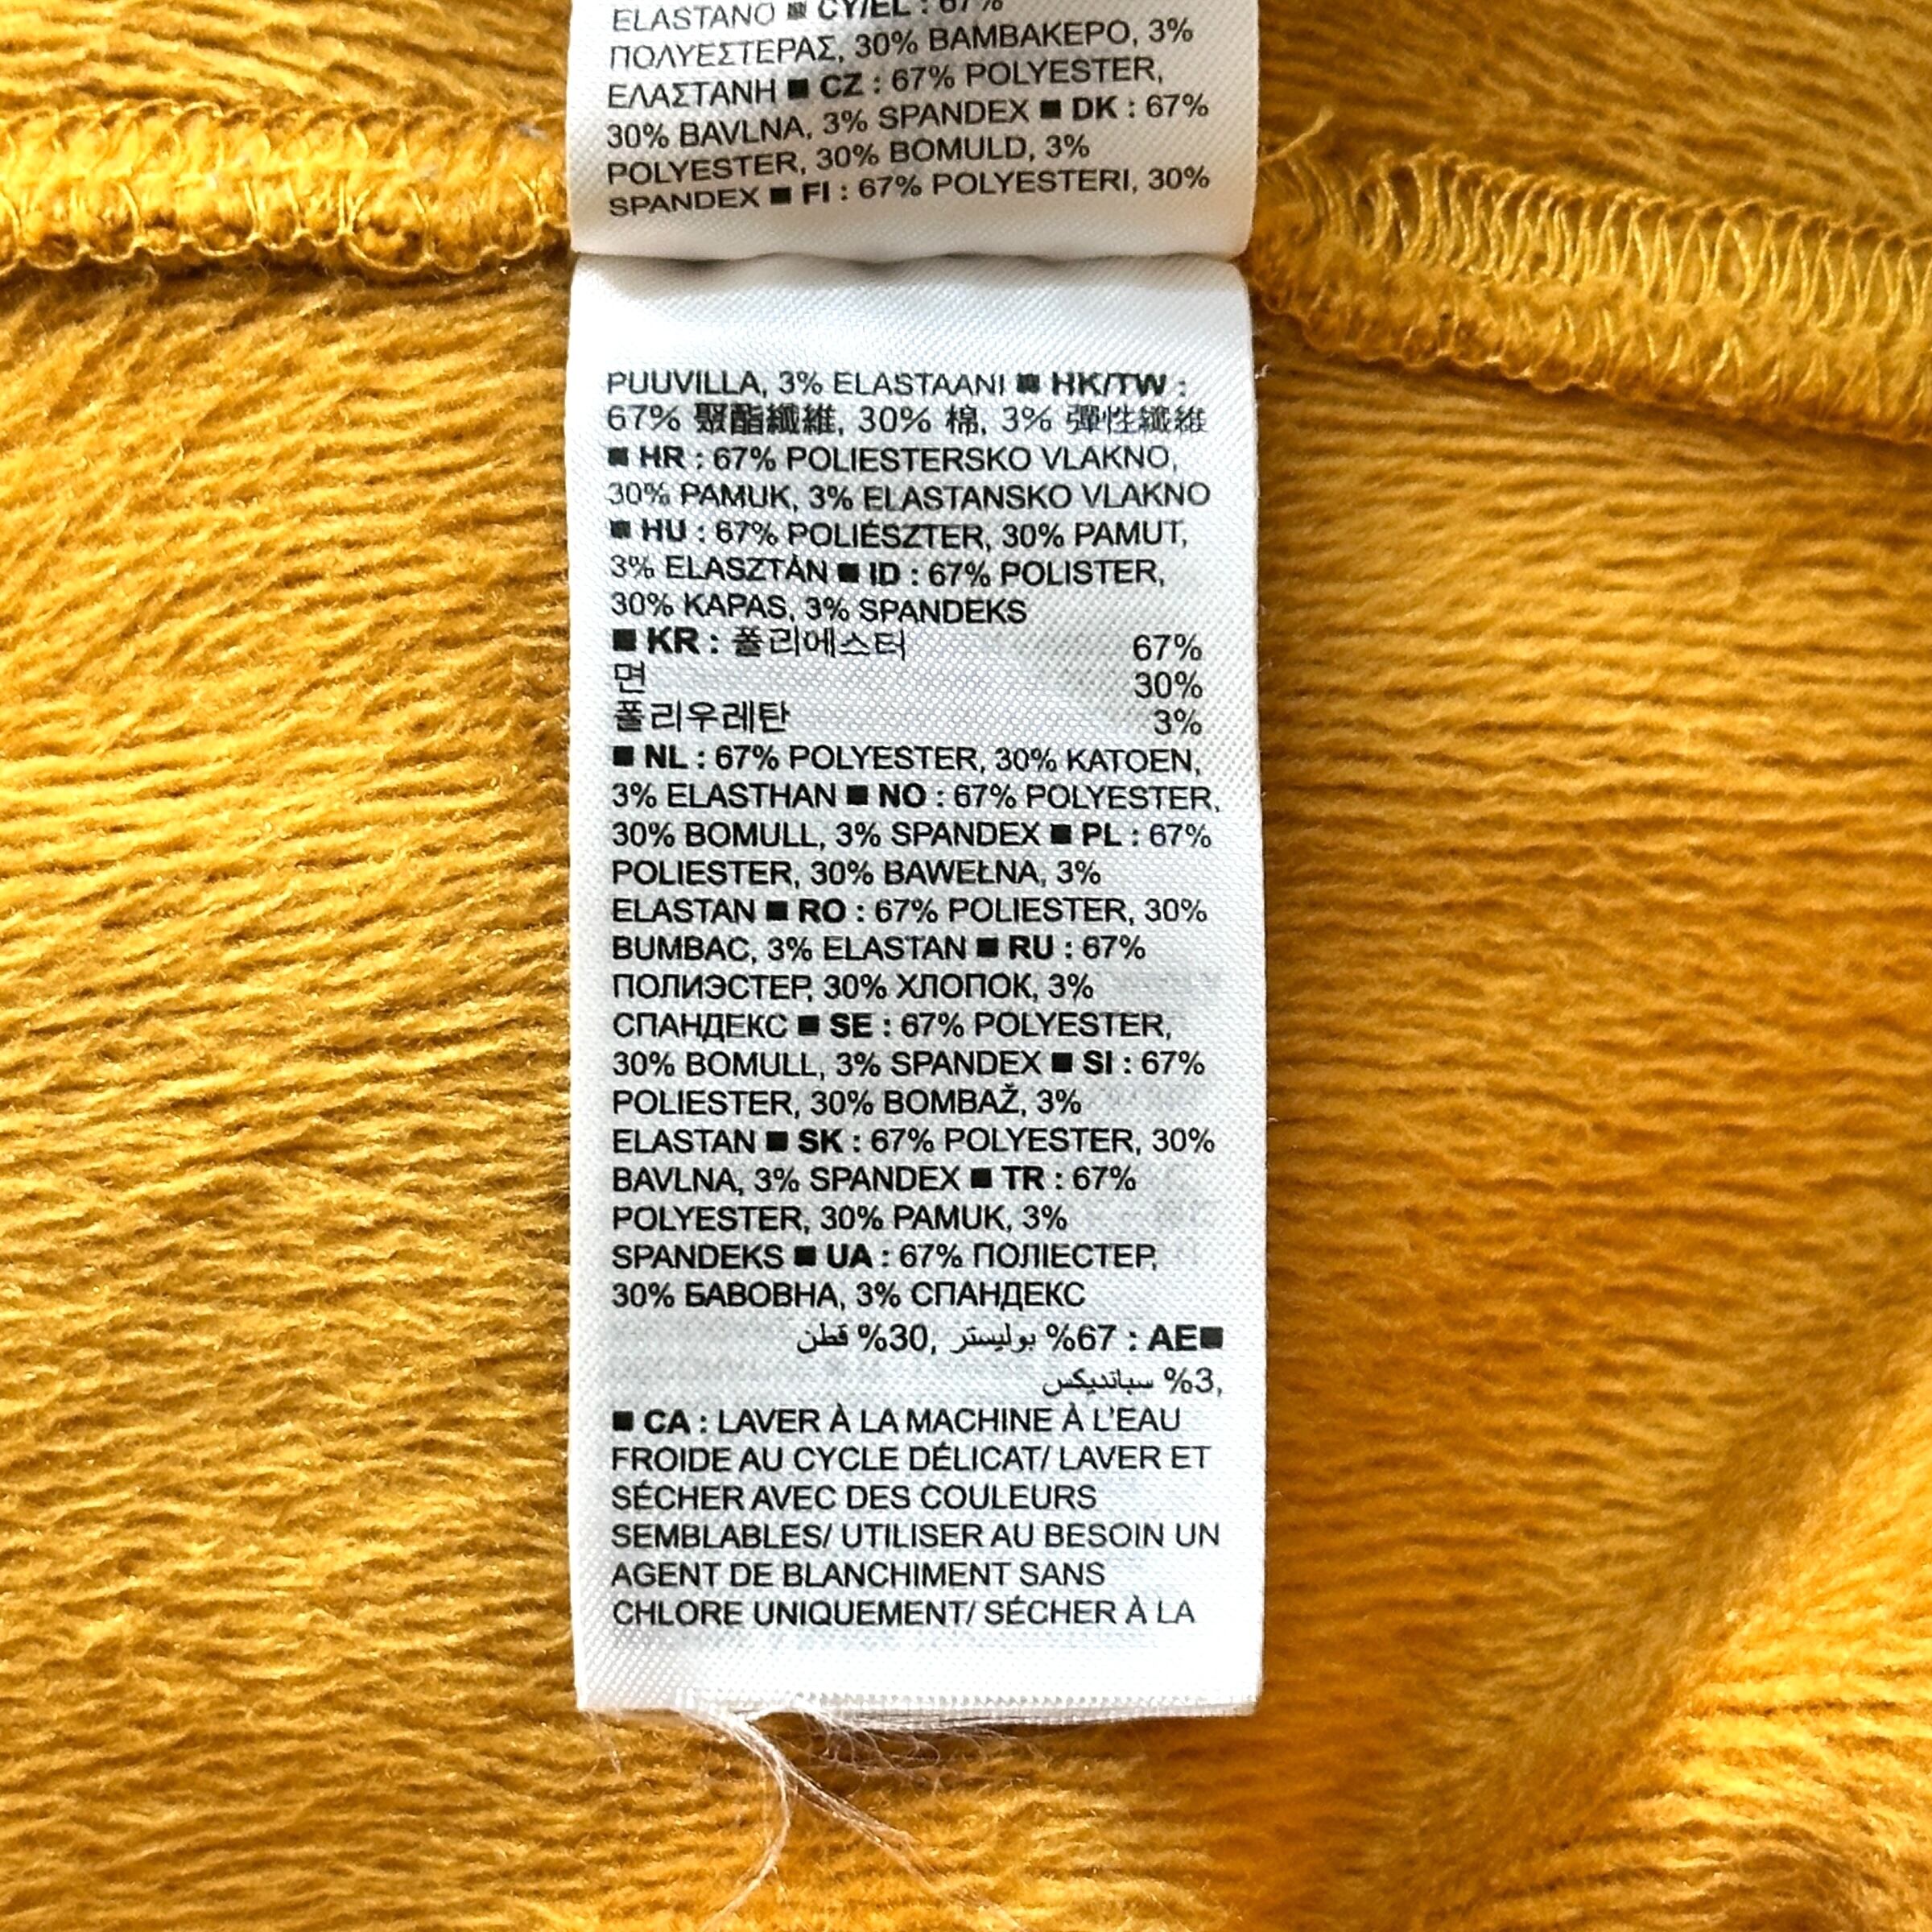 ELASTANO ■ CY/EL : 67%
ΠΟΛΥΕΣΤΕΡΑΣ, 30% ΒΑΜΒΑΚΕΡΟ, 3%
ΕΛΑΣΤΑΝΗ ■ CZ : 67% POLYESTER,
30% BAVLNA, 3% SPANDEX ■ DK : 67%
POLYESTER, 30% BOMULD, 3%
SPANDEX ■ FI : 67% POLYESTERI, 30%
PUUVILLA, 3% ELASTAANI ■ HK/TW :
67% 聚酯纖維, 30% 棉, 3% 彈性纖維
■ HR : 67% POLIESTERSKO VLAKNO,
30% PAMUK, 3% ELASTANSKO VLAKNO
■ HU : 67% POLIÉSZTER, 30% PAMUT,
3% ELASZTÁN ■ ID : 67% POLISTER,
30% KAPAS, 3% SPANDEKS
■ KR : 폴리에스터 67%
면 30%
폴리우레탄 3%
■ NL : 67% POLYESTER, 30% KATOEN,
3% ELASTHAN ■ NO : 67% POLYESTER,
30% BOMULL, 3% SPANDEX ■ PL : 67%
POLIESTER, 30% BAWEŁNA, 3%
ELASTAN ■ RO : 67% POLIESTER, 30%
BUMBAC, 3% ELASTAN ■ RU : 67%
ПОЛИЭСТЕР, 30% ХЛОПОК, 3%
СПАНДЕКС ■ SE : 67% POLYESTER,
30% BOMULL, 3% SPANDEX ■ SI : 67%
POLIESTER, 30% BOMBAŽ, 3%
ELASTAN ■ SK : 67% POLYESTER, 30%
BAVLNA, 3% SPANDEX ■ TR : 67%
POLYESTER, 30% PAMUK, 3%
SPANDEKS ■ UA : 67% ПОЛІЕСТЕР,
30% БАВОВНА, 3% СПАНДЕКС
■AE : 67% بوليستر ,30% قطن
,3% سباندیکس
■ CA : LAVER À LA MACHINE À L'EAU
FROIDE AU CYCLE DÉLICAT/ LAVER ET
SÉCHER AVEC DES COULEURS
SEMBLABLES/ UTILISER AU BESOIN UN
AGENT DE BLANCHIMENT SANS
CHLORE UNIQUEMENT/ SÉCHER À LA